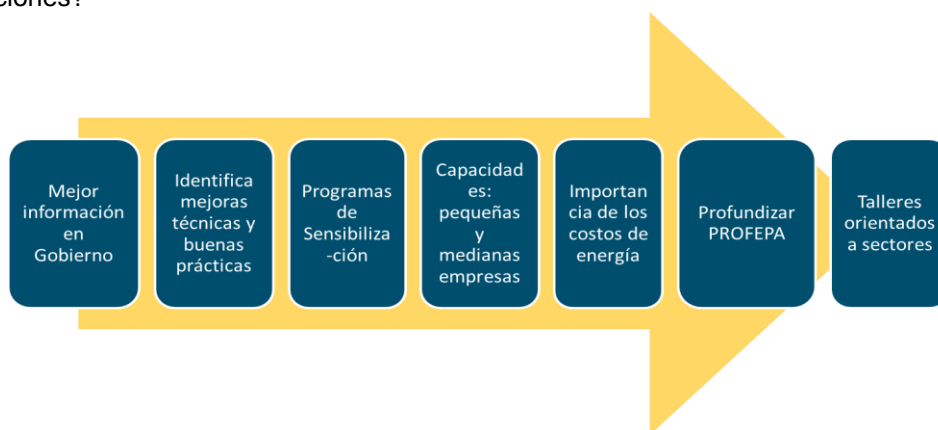 ciones?
Mejor
información
en
Gobierno
Identifica
mejoras
técnicas y
buenas
prácticas
Programas
de
Sensibiliza
-ción
Capacidad
es:
pequeñas
y
medianas
empresas
Importan
cia de los
costos de
energía
Profundizar
PROFEPA
Talleres
orientados
a sectores